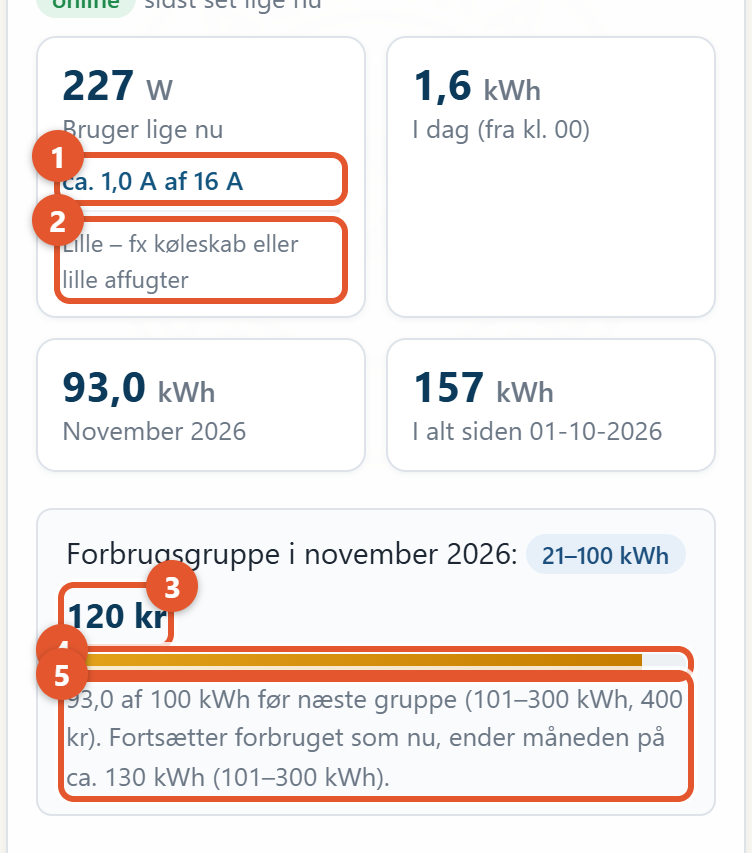 online sidst set lige nu
227 W
Bruger lige nu
1
ca. 1,0 A af 16 A
2
Lille – fx køleskab eller
lille affugter
1,6 kWh
I dag (fra kl. 00)
93,0 kWh
November 2026
157 kWh
I alt siden 01-10-2026
Forbrugsgruppe i november 2026: 21–100 kWh
3
120 kr
4
5
93,0 af 100 kWh før næste gruppe (101–300 kWh, 400
kr). Fortsætter forbruget som nu, ender måneden på
ca. 130 kWh (101–300 kWh).